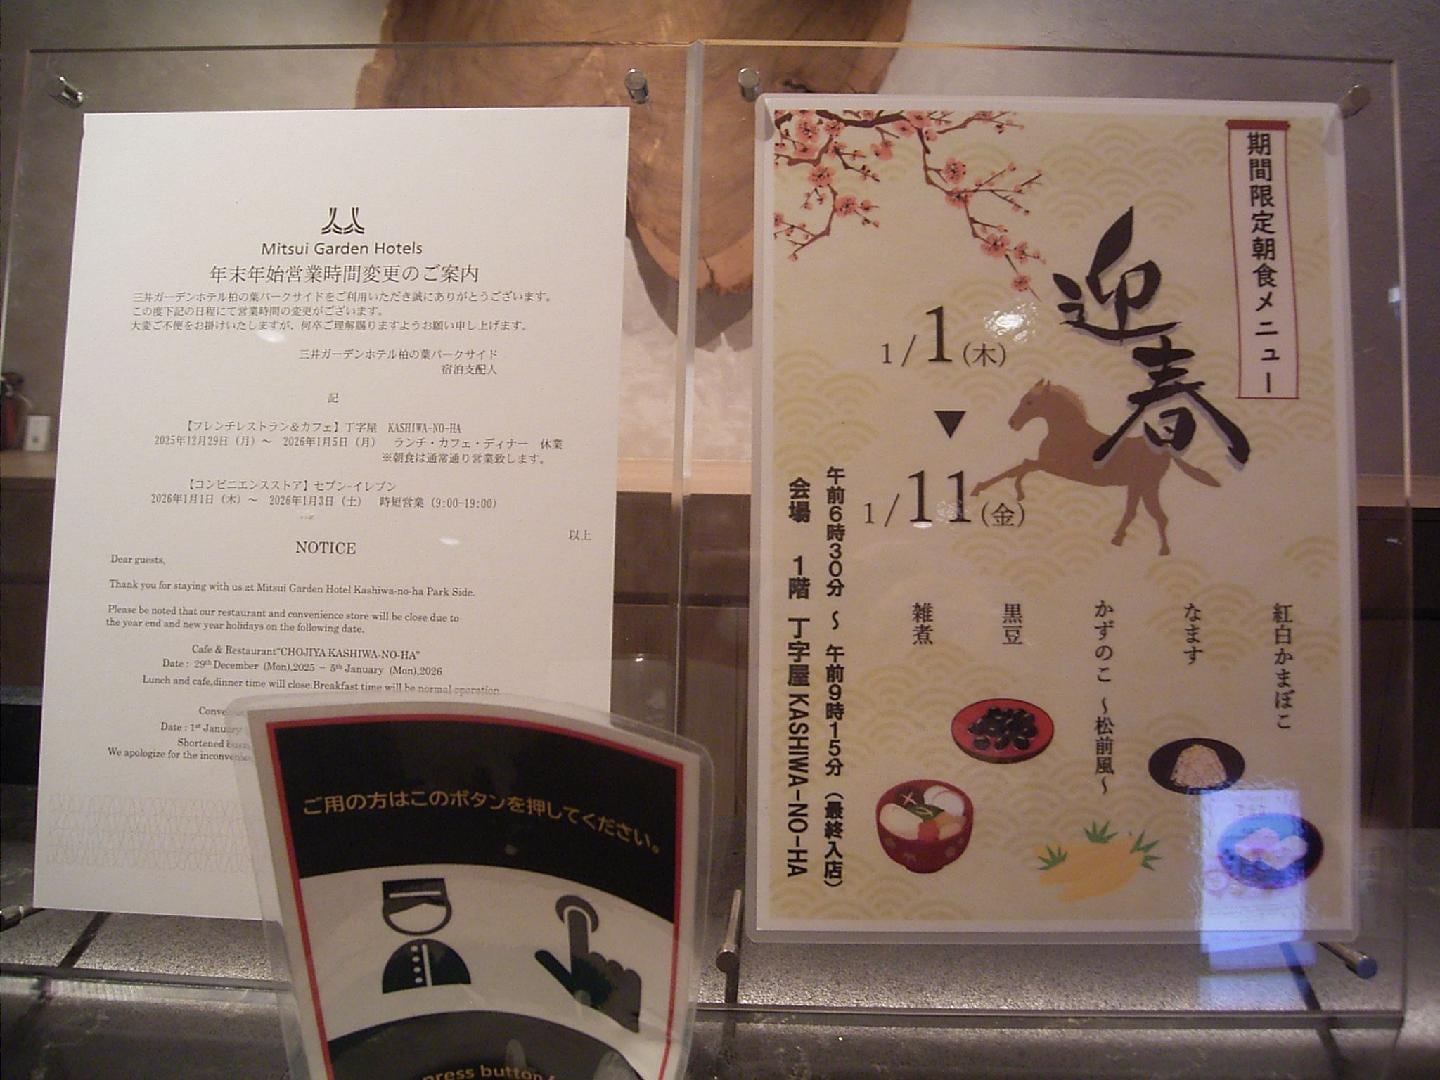 Mitsui Garden Hotels
年末年始営業時間変更のご案内
三井ガーデンホテル柏の葉パークサイドをご利用いただき誠にありがとうございます。
この度下記の日程にて営業時間の変更がございます。
大変ご不便をお掛けいたしますが、何卒ご理解賜りますようお願い申し上げます。
三井ガーデンホテル柏の葉パークサイド
宿泊支配人
記
【フレンチレストラン&カフェ】丁字屋 KASHIWA-NO-HA
2025年12月29日（月）～ 2026年1月5日（月） ランチ・カフェ・ディナー 休業
※朝食は通常通り営業致します。
【コンビニエンスストア】セブン-イレブン
2026年1月1日（木）～ 2026年1月3日（土） 時短営業（9:00-19:00）
以上
NOTICE
Dear guests,
Thank you for staying with us at Mitsui Garden Hotel Kashiwa-no-ha Park Side.
Please be noted that our restaurant and convenience store will be close due to
the year end and new year holidays on the following date.
Cafe & Restaurant"CHOJIYA KASHIWA-NO-HA"
Date : 29th December (Mon),2025 - 5th January (Mon),2026
Lunch and cafe,dinner time will close.Breakfast time will be normal operation.
Date : 1st January
Shortened
We apologize for the
ご用の方はこのボタンを押してください。
press button
期間限定朝食メニュー
迎春
1/1(木)
▼
1/11(金)
紅白かまぼこ
なます
かずのこ ～松前風～
黒豆
雑煮
午前6時30分 ～ 午前9時15分（最終入店）
会場 1階 丁字屋 KASHIWA-NO-HA